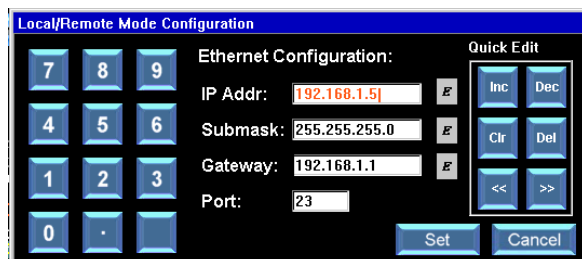 Local/Remote Mode Configuration
7 8 9
4 5 6
1 2 3
0 .
Ethernet Configuration:
IP Addr: 192.168.1.5 E
Submask: 255.255.255.0 E
Gateway: 192.168.1.1 E
Port: 23
Quick Edit
Inc Dec
Clr Del
<< >>
Set Cancel